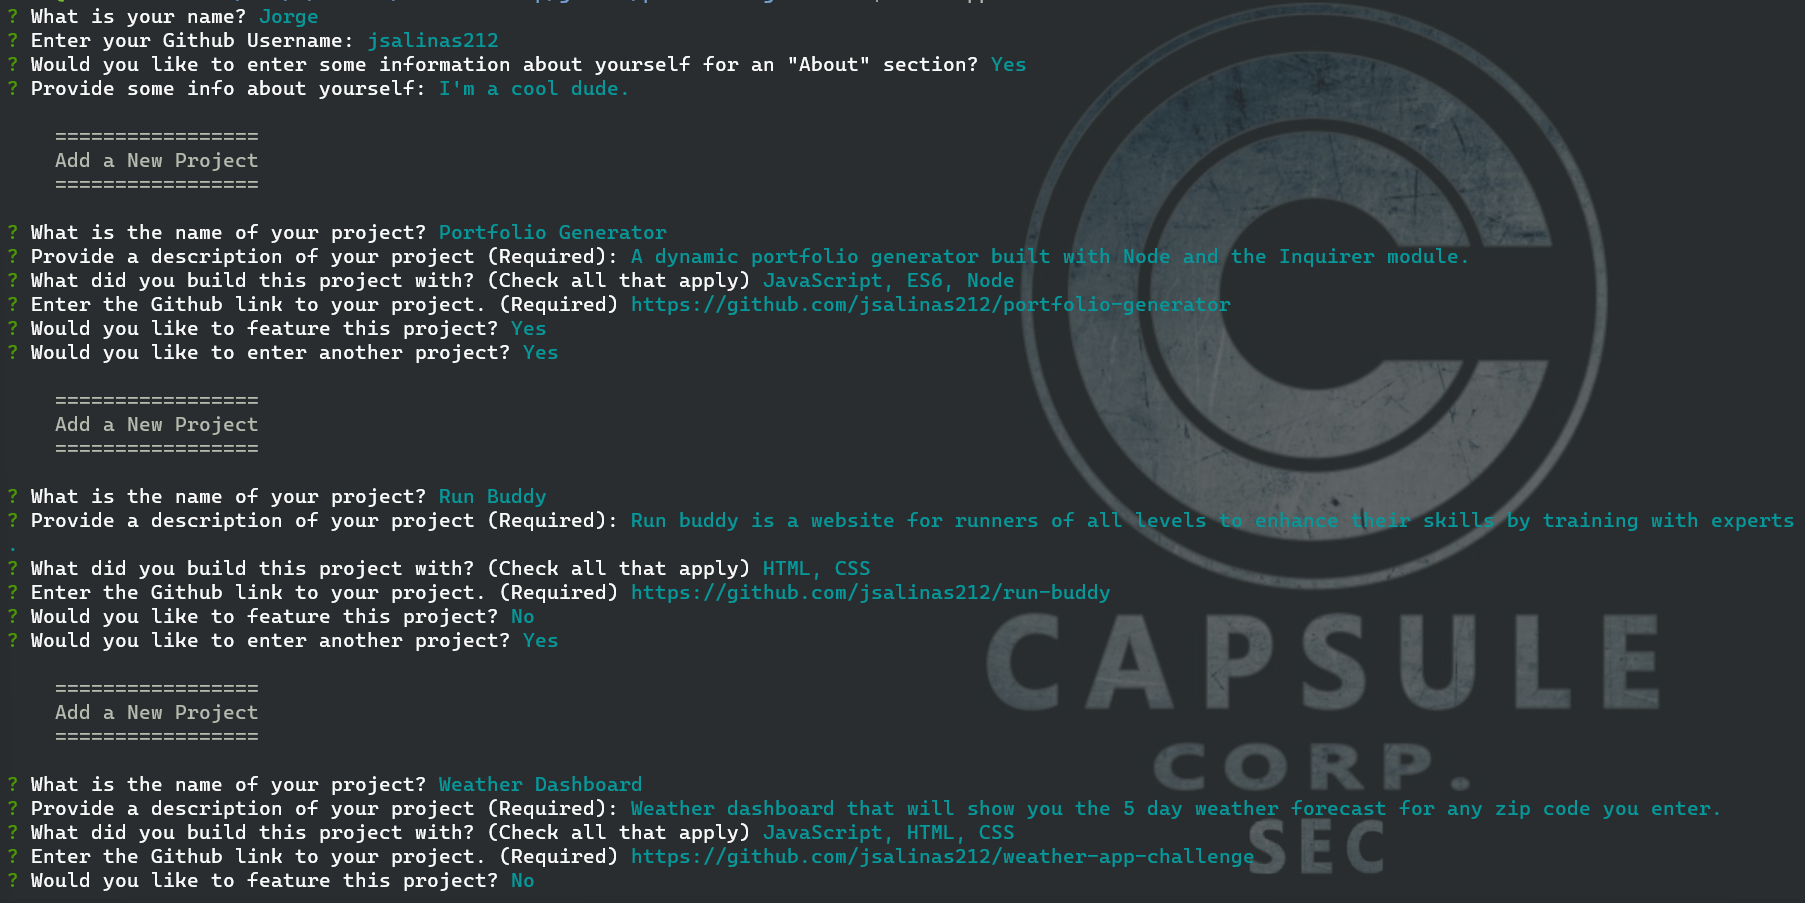 ? What is your name? Jorge
? Enter your Github Username: jsalinas212
? Would you like to enter some information about yourself for an "About" section? Yes
? Provide some info about yourself: I'm a cool dude.
=================
Add a New Project
=================
? What is the name of your project? Portfolio Generator
? Provide a description of your project (Required): A dynamic portfolio generator built with Node and the Inquirer module.
? What did you build this project with? (Check all that apply) JavaScript, ES6, Node
? Enter the Github link to your project. (Required) https://github.com/jsalinas212/portfolio-generator
? Would you like to feature this project? Yes
? Would you like to enter another project? Yes
=================
Add a New Project
=================
? What is the name of your project? Run Buddy
? Provide a description of your project (Required): Run buddy is a website for runners of all levels to enhance their skills by training with experts
.
? What did you build this project with? (Check all that apply) HTML, CSS
? Enter the Github link to your project. (Required) https://github.com/jsalinas212/run-buddy
? Would you like to feature this project? No
? Would you like to enter another project? Yes
=================
Add a New Project
=================
? What is the name of your project? Weather Dashboard
? Provide a description of your project (Required): Weather dashboard that will show you the 5 day weather forecast for any zip code you enter.
? What did you build this project with? (Check all that apply) JavaScript, HTML, CSS
? Enter the Github link to your project. (Required) https://github.com/jsalinas212/weather-app-challenge
? Would you like to feature this project? No
CAPSULE
CORP.
SEC